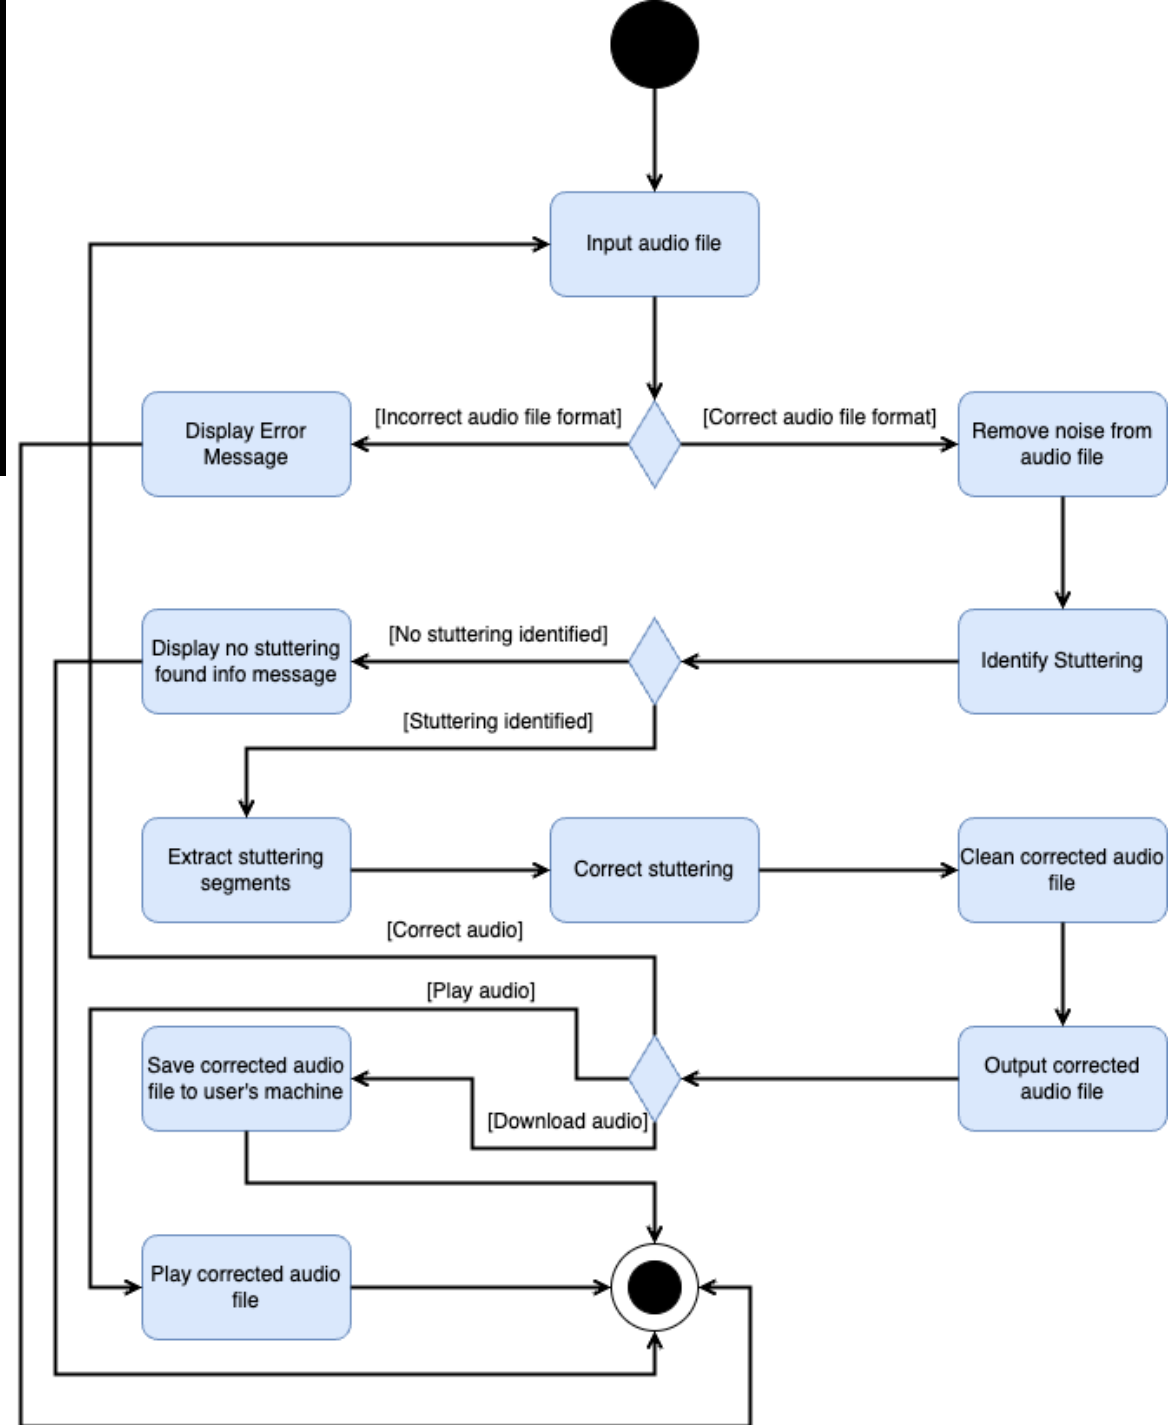 Input audio file
[Incorrect audio file format]
[Correct audio file format]
Display Error
Message
Remove noise from
audio file
[No stuttering identified]
Display no stuttering
found info message
Identify Stuttering
[Stuttering identified]
Extract stuttering
segments
Correct stuttering
Clean corrected audio
file
[Correct audio]
[Play audio]
Save corrected audio
file to user's machine
Output corrected
audio file
[Download audio]
Play corrected audio
file